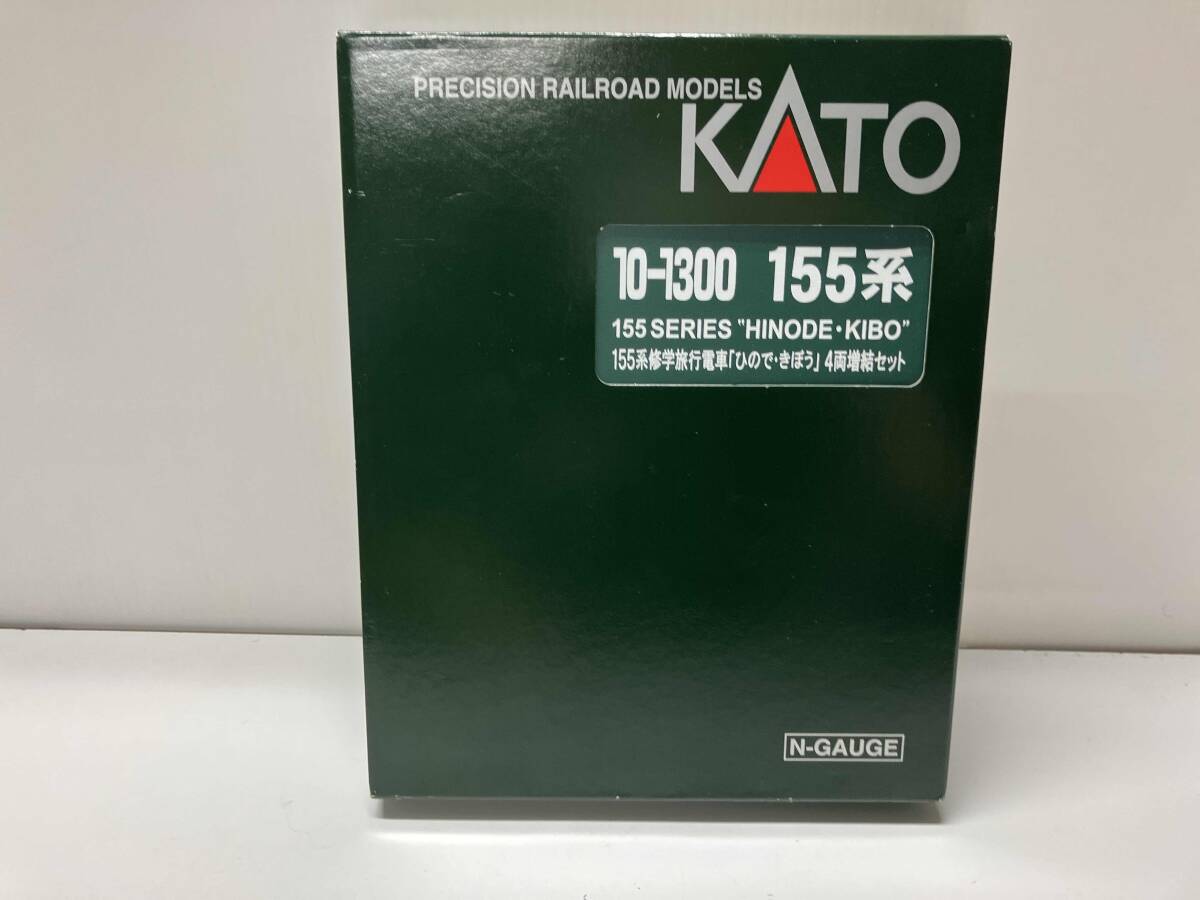 PRECISION RAILROAD MODELS
KATO
10-1300 155系
155 SERIES "HINODE・KIBO"
155系修学旅行電車「ひので・きぼう」 4両増結セット
N-GAUGE